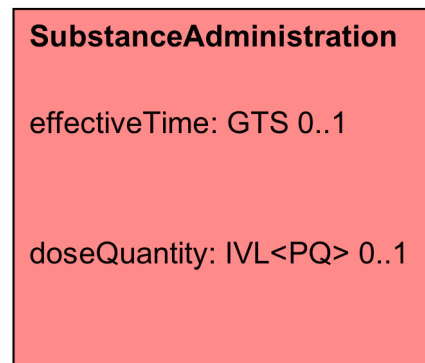 SubstanceAdministration
effectiveTime: GTS 0..1
doseQuantity: IVL<PQ> 0..1